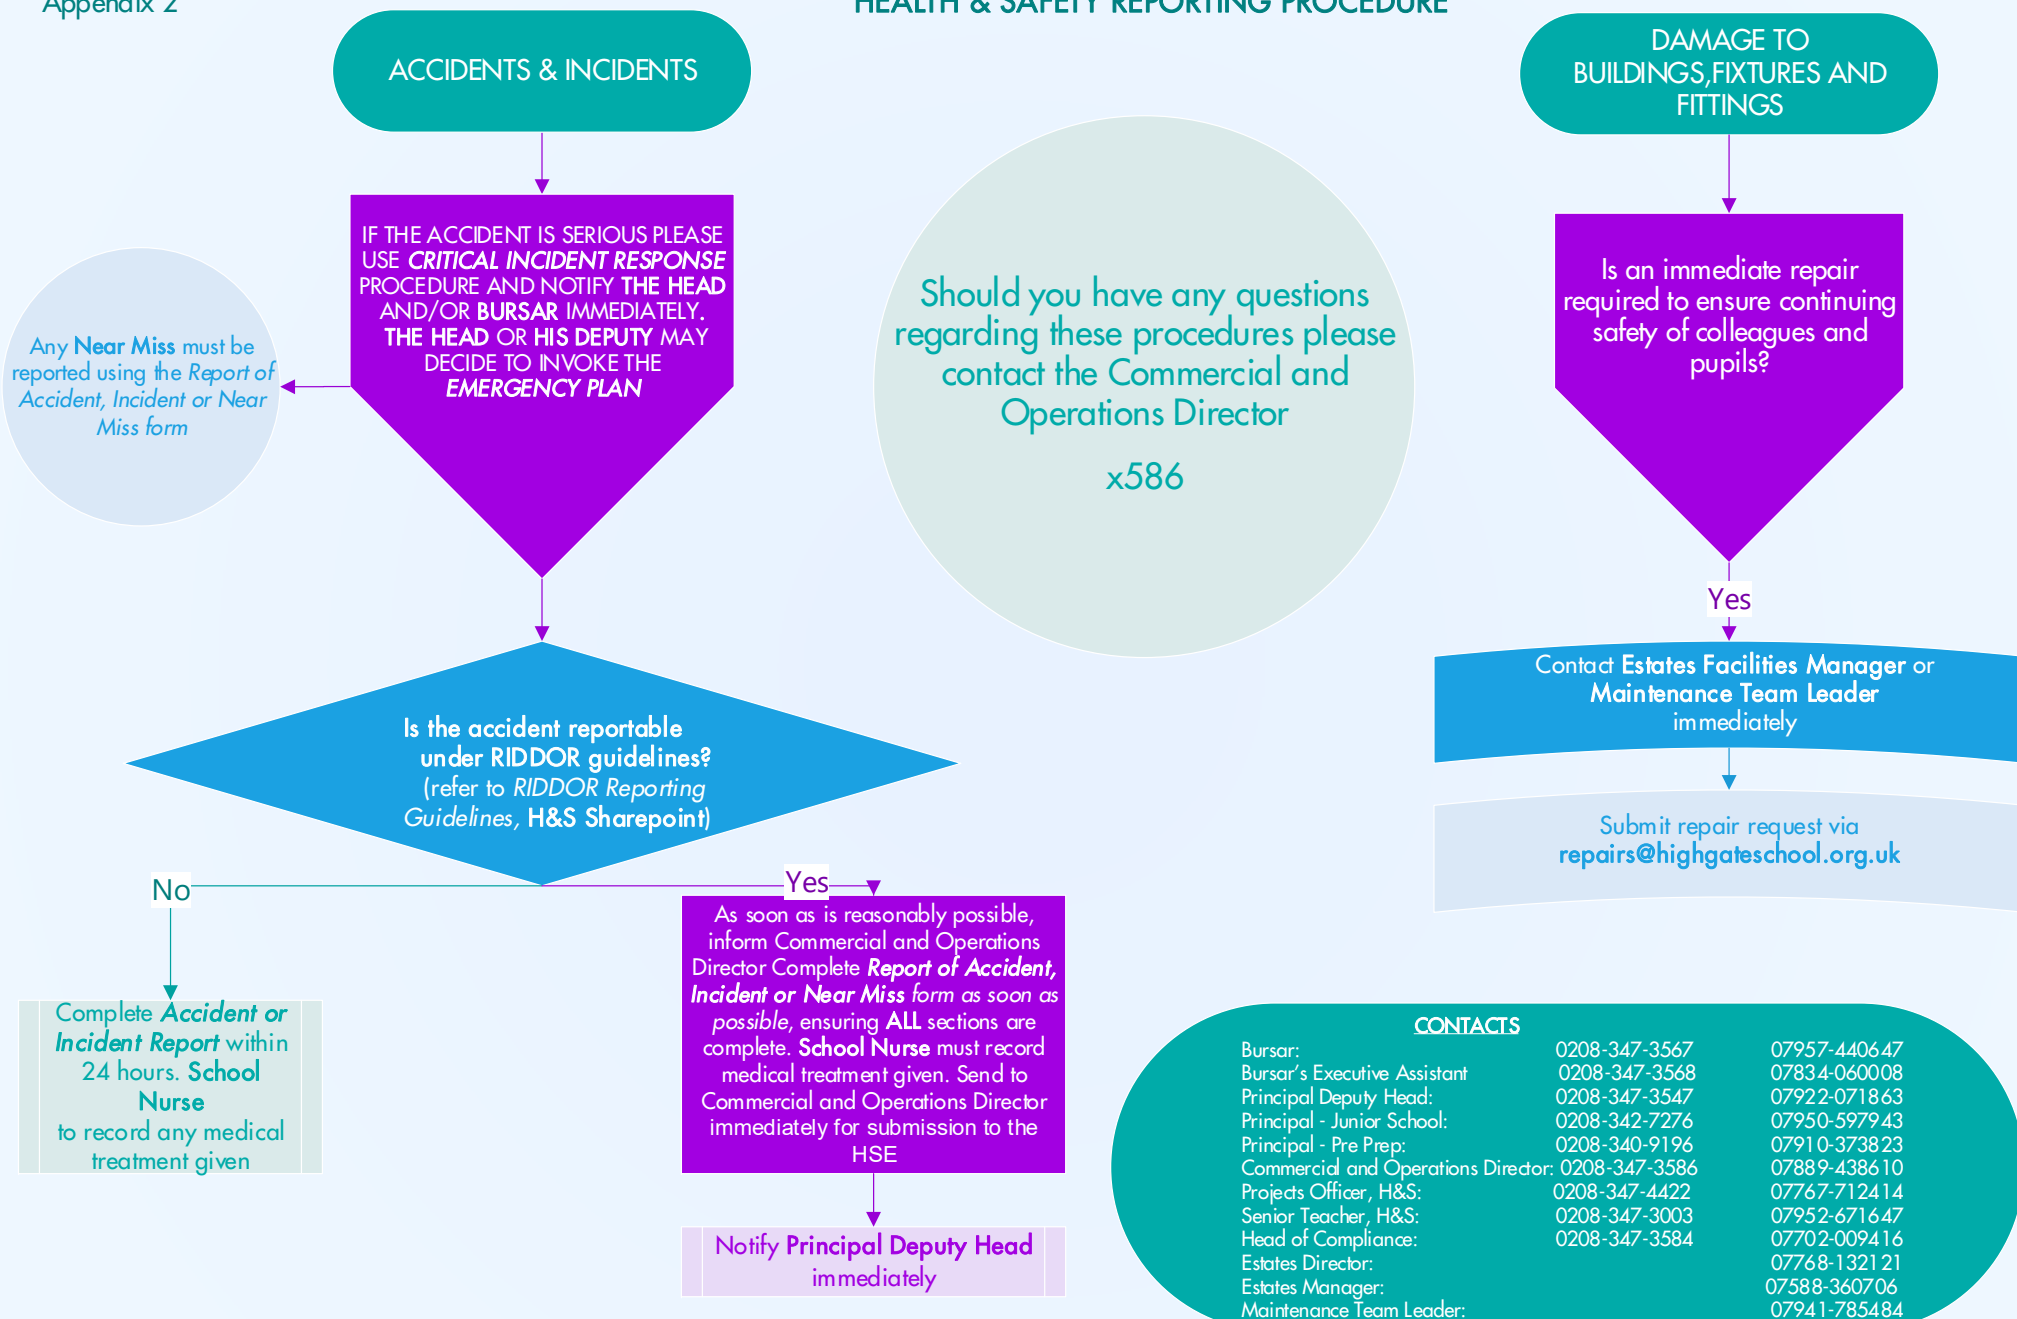 Appendix 2
HEALTH & SAFETY REPORTING PROCEDURE
ACCIDENTS & INCIDENTS
IF THE ACCIDENT IS SERIOUS PLEASE
USE CRITICAL INCIDENT RESPONSE
PROCEDURE AND NOTIFY THE HEAD
AND/OR BURSAR IMMEDIATELY.
THE HEAD OR HIS DEPUTY MAY
DECIDE TO INVOKE THE
EMERGENCY PLAN
Any Near Miss must be
reported using the Report of
Accident, Incident or Near
Miss form
Is the accident reportable
under RIDDOR guidelines?
(refer to RIDDOR Reporting
Guidelines, H&S Sharepoint)
No
Yes
Complete Accident or
Incident Report within
24 hours. School
Nurse
to record any medical
treatment given
As soon as is reasonably possible,
inform Commercial and Operations
Director Complete Report of Accident,
Incident or Near Miss form as soon as
possible, ensuring ALL sections are
complete. School Nurse must record
medical treatment given. Send to
Commercial and Operations Director
immediately for submission to the
HSE
Notify Principal Deputy Head
immediately
Should you have any questions
regarding these procedures please
contact the Commercial and
Operations Director
x586
DAMAGE TO
BUILDINGS,FIXTURES AND
FITTINGS
Is an immediate repair
required to ensure continuing
safety of colleagues and
pupils?
Yes
Contact Estates Facilities Manager or
Maintenance Team Leader
immediately
Submit repair request via
repairs@highgateschool.org.uk
CONTACTS
Bursar: 0208-347-3567 07957-440647
Bursar's Executive Assistant 0208-347-3568 07834-060008
Principal Deputy Head: 0208-347-3547 07922-071863
Principal - Junior School: 0208-342-7276 07950-597943
Principal - Pre Prep: 0208-340-9196 07910-373823
Commercial and Operations Director: 0208-347-3586 07889-438610
Projects Officer, H&S: 0208-347-4422 07767-712414
Senior Teacher, H&S: 0208-347-3003 07952-671647
Head of Compliance: 0208-347-3584 07702-009416
Estates Director: 07768-132121
Estates Manager: 07588-360706
Maintenance Team Leader: 07941-785484